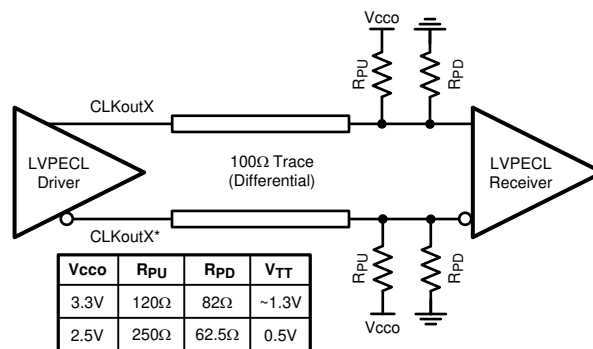 Vcco
RPU
RPD
CLKoutX
LVPECL
Driver
100Ω Trace
(Differential)
LVPECL
Receiver
CLKoutX*
RPU
RPD
Vcco
Vcco RPU RPD VTT
3.3V 120Ω 82Ω ~1.3V
2.5V 250Ω 62.5Ω 0.5V